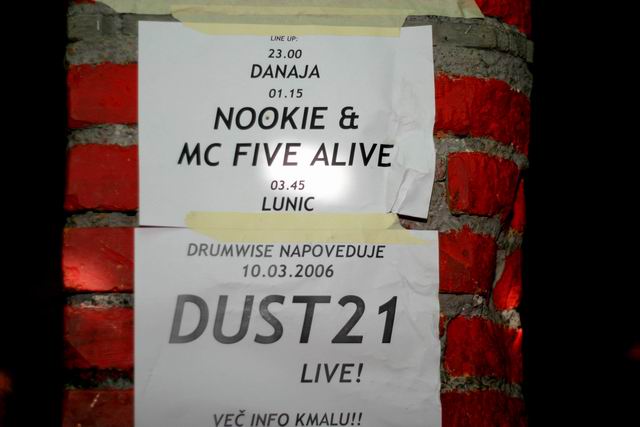 LINE UP:
23.00
DANAJA
01.15
NOOKIE &
MC FIVE ALIVE
03.45
LUNIC
DRUMWISE NAPOVEDUJE
10.03.2006
DUST21
LIVE!
VEČ INFO KMALU!!